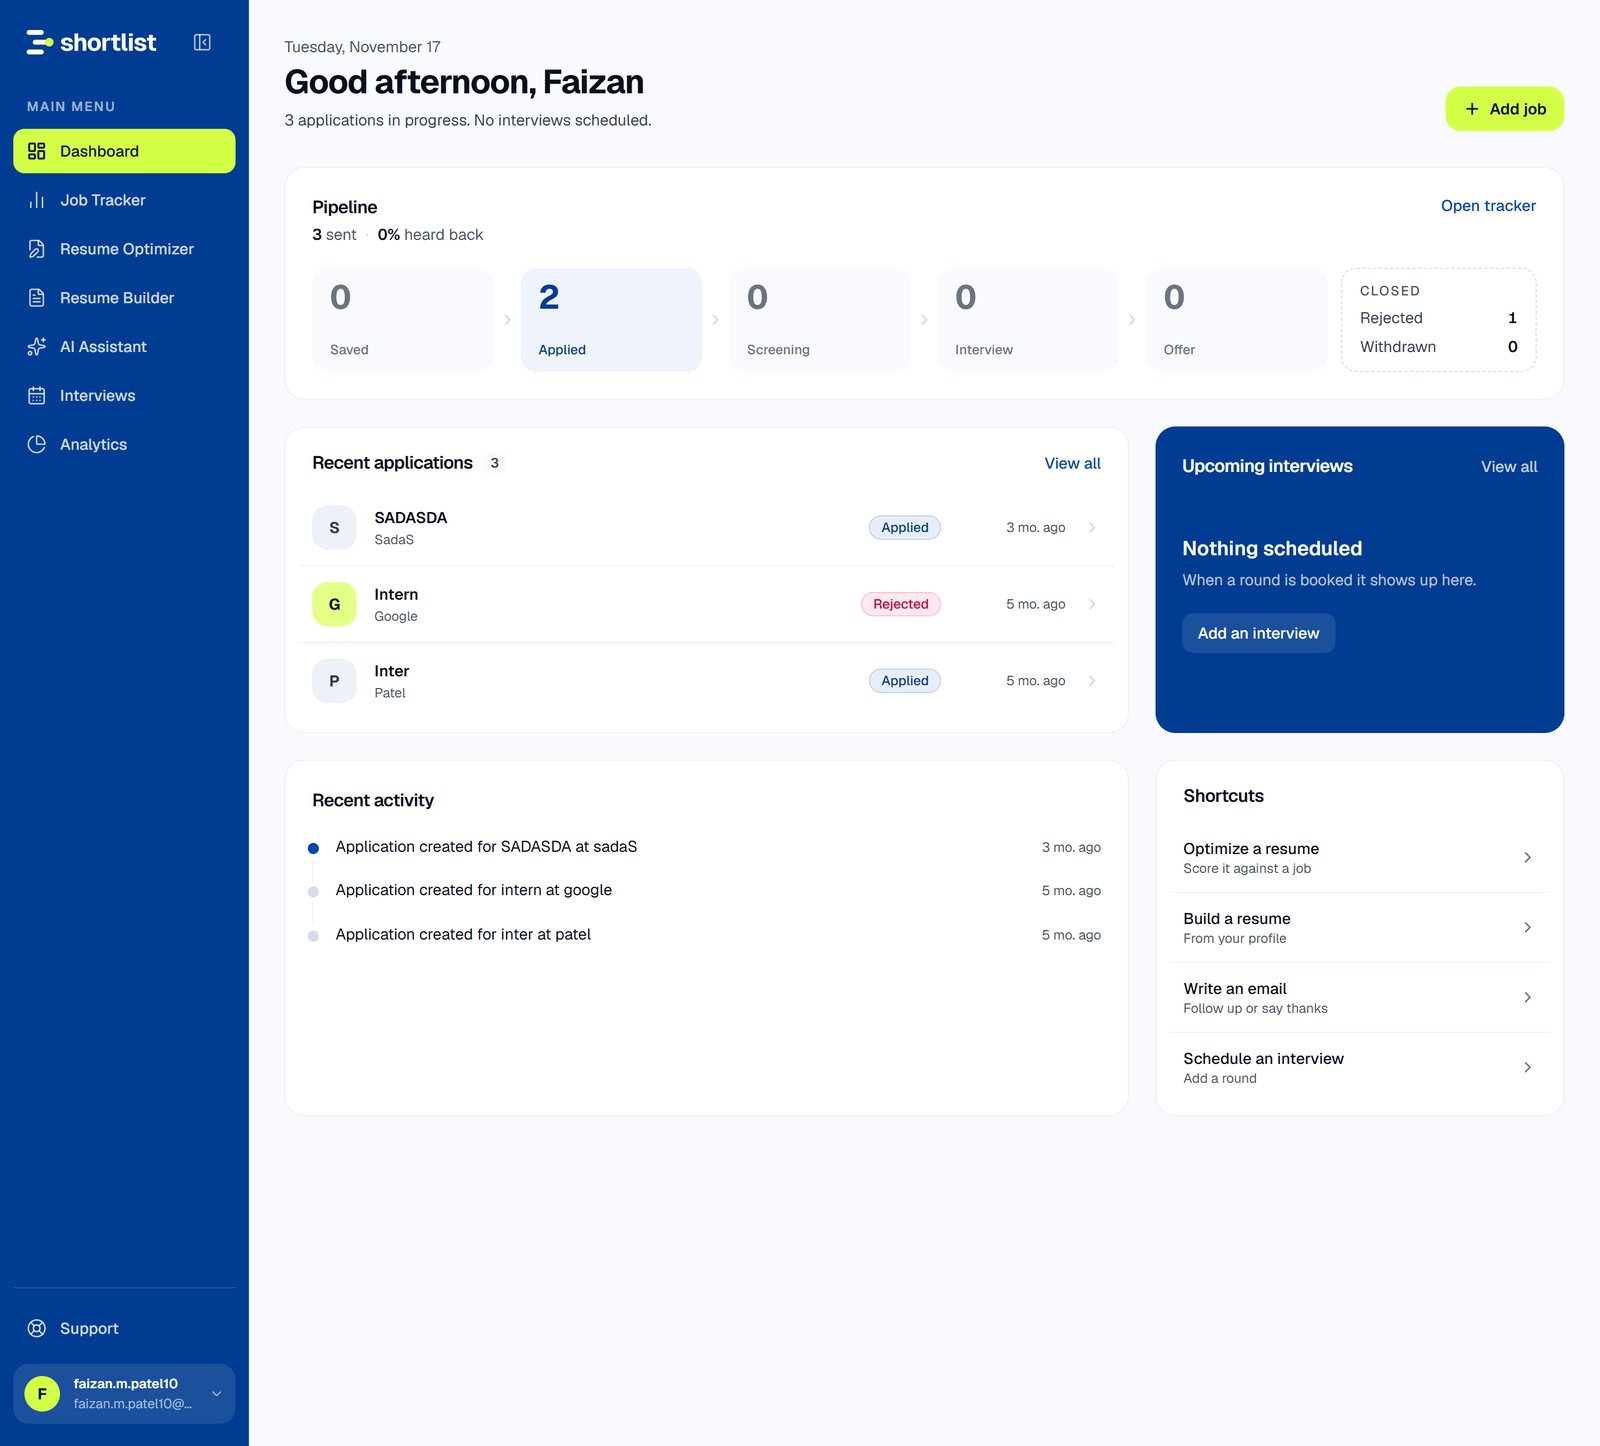 shortlist
MAIN MENU
Dashboard
Job Tracker
Resume Optimizer
Resume Builder
AI Assistant
Interviews
Analytics
Support
F
faizan.m.patel10
faizan.m.patel10@...
Tuesday, November 17
Good afternoon, Faizan
3 applications in progress. No interviews scheduled.
+ Add job
Pipeline
Open tracker
3 sent · 0% heard back
0
Saved
2
Applied
0
Screening
0
Interview
0
Offer
CLOSED
Rejected 1
Withdrawn 0
Recent applications 3
View all
S
SADASDA
SadaS
Applied
3 mo. ago
G
Intern
Google
Rejected
5 mo. ago
P
Inter
Patel
Applied
5 mo. ago
Upcoming interviews
View all
Nothing scheduled
When a round is booked it shows up here.
Add an interview
Recent activity
Application created for SADASDA at sadaS 3 mo. ago
Application created for intern at google 5 mo. ago
Application created for inter at patel 5 mo. ago
Shortcuts
Optimize a resume
Score it against a job
Build a resume
From your profile
Write an email
Follow up or say thanks
Schedule an interview
Add a round